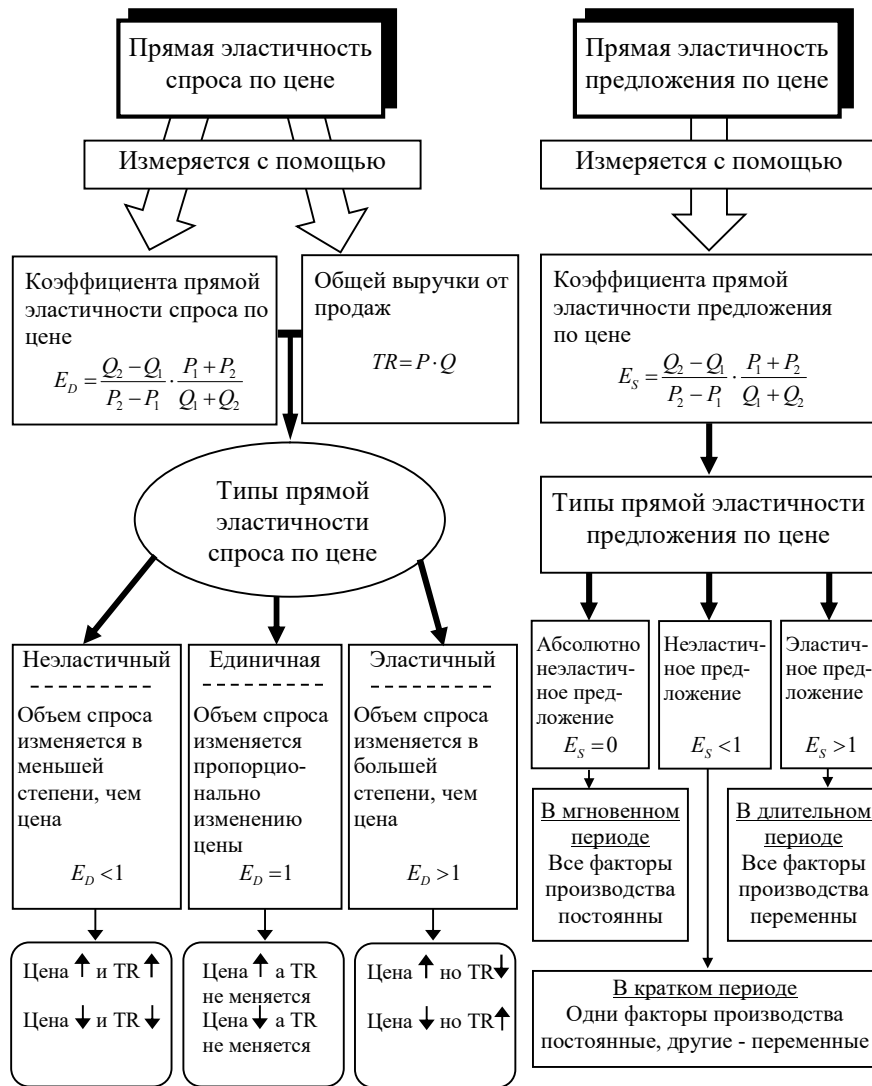 Прямая эластичность
спроса по цене
Измеряется с помощью
Коэффициента прямой
эластичности спроса по
цене
E_D = (Q_2 − Q_1)/(P_2 − P_1) · (P_1 + P_2)/(Q_1 + Q_2)
Общей выручки от
продаж
TR = P · Q
Типы прямой
эластичности
спроса по цене
Неэластичный
Объем спроса
изменяется в
меньшей
степени, чем
цена
E_D <1
Единичная
Объем спроса
изменяется
пропорцио-
нально
изменению
цены
E_D =1
Эластичный
Объем спроса
изменяется в
большей
степени, чем
цена
E_D >1
Цена ↑ и TR ↑
Цена ↓ и TR ↓
Цена ↑ а TR
не меняется
Цена ↓ а TR
не меняется
Цена ↑ но TR ↓
Цена ↓ но TR ↑
Прямая эластичность
предложения по цене
Измеряется с помощью
Коэффициента прямой
эластичности предложения
по цене
E_S = (Q_2 − Q_1)/(P_2 − P_1) · (P_1 + P_2)/(Q_1 + Q_2)
Типы прямой эластичности
предложения по цене
Абсолютно
неэластич-
ное пред-
ложение
E_S =0
Неэластич-
ное пред-
ложение
E_S <1
Эластич-
ное пред-
ложение
E_S >1
В мгновенном
периоде
Все факторы
производства
постоянны
В длительном
периоде
Все факторы
производства
переменны
В кратком периоде
Одни факторы производства
постоянные, другие - переменные